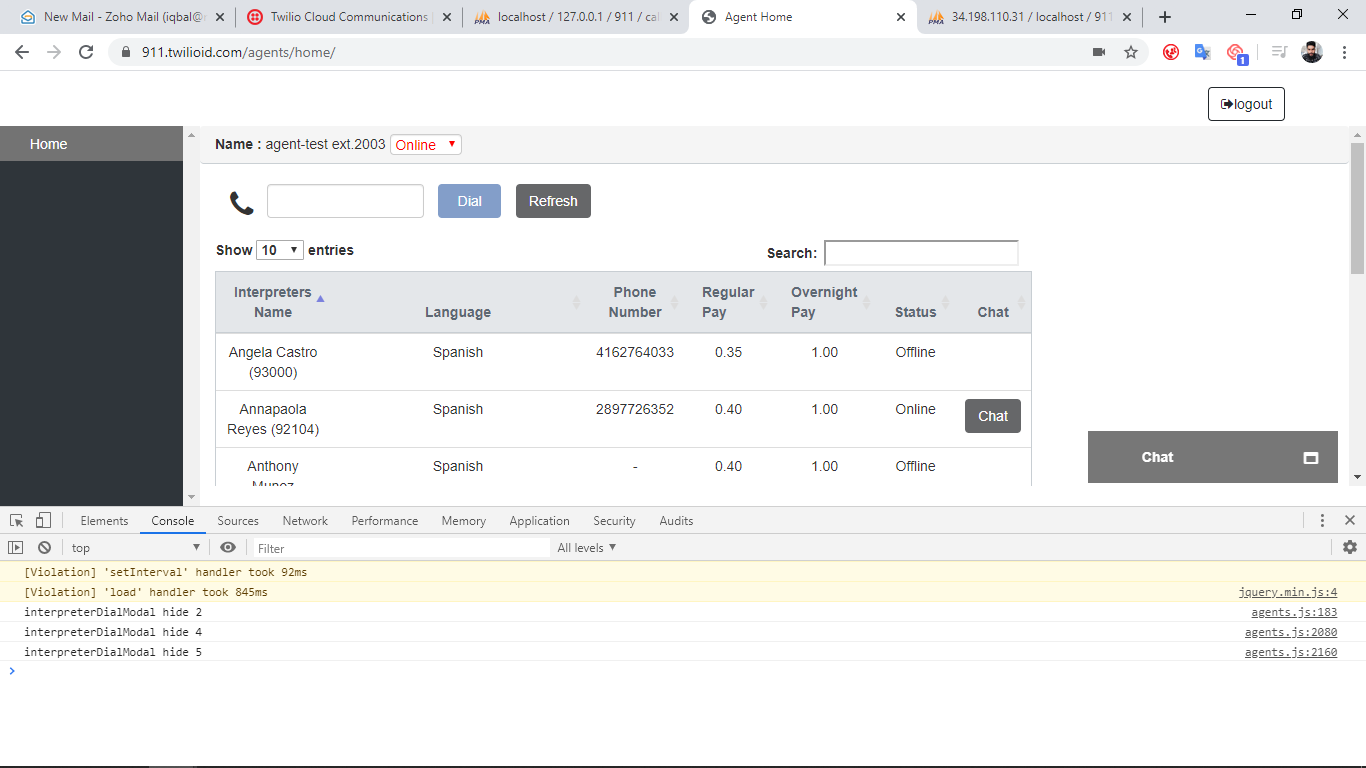 New Mail - Zoho Mail (iqbal@
Twilio Cloud Communications
localhost / 127.0.0.1 / 911 / cal
Agent Home
34.198.110.31 / localhost / 911
911.twilioid.com/agents/home/
1
logout
Home
Name : agent-test ext.2003 Online
Dial Refresh
Show 10 entries
Search:
Interpreters Name
Language
Phone Number
Regular Pay
Overnight Pay
Status
Chat
Angela Castro (93000) Spanish 4162764033 0.35 1.00 Offline
Annapaola Reyes (92104) Spanish 2897726352 0.40 1.00 Online Chat
Anthony Munoz Spanish - 0.40 1.00 Offline
Chat
Elements Console Sources Network Performance Memory Application Security Audits
top Filter All levels
[Violation] 'setInterval' handler took 92ms
[Violation] 'load' handler took 845ms jquery.min.js:4
interpreterDialModal hide 2 agents.js:183
interpreterDialModal hide 4 agents.js:2080
interpreterDialModal hide 5 agents.js:2160